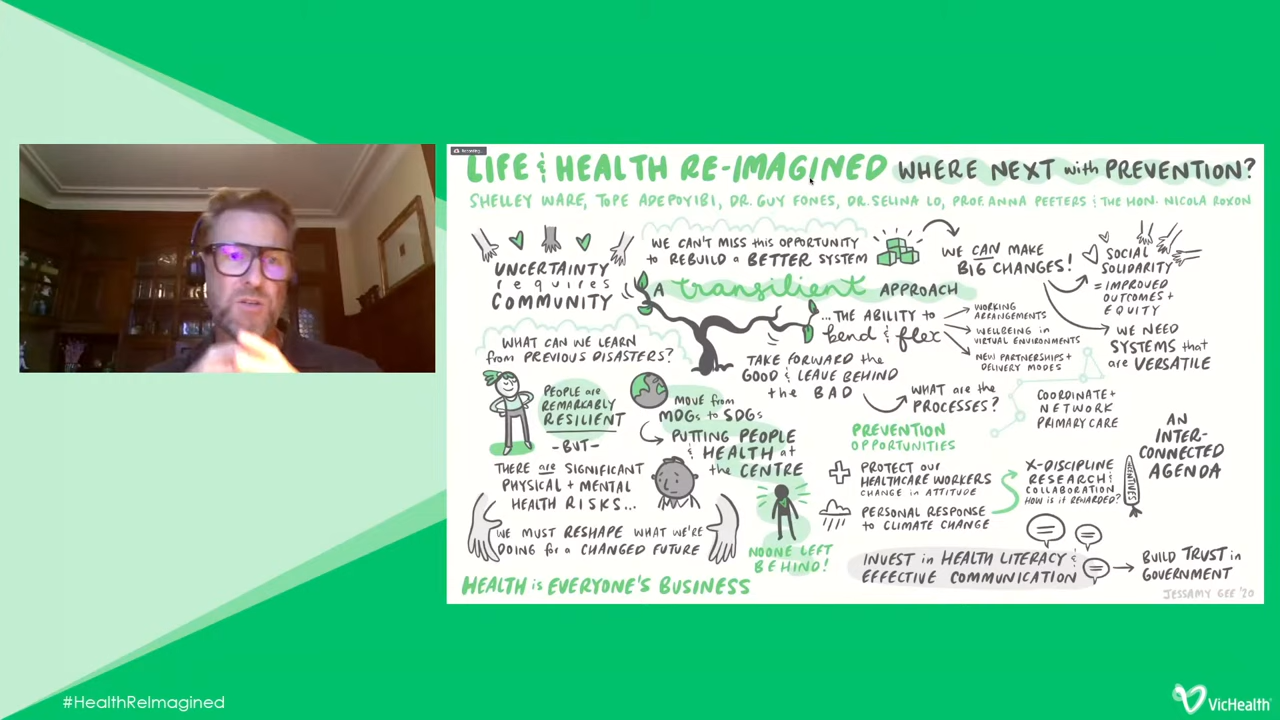 Recording...
LIFE & HEALTH RE-IMAGINED WHERE NEXT with PREVENTION?
SHELLEY WARE, TOPE ADEPOYIBI, DR. GUY FONES, DR. SELINA LO, PROF. ANNA PEETERS & THE HON. NICOLA ROXON
UNCERTAINTY
requires
COMMUNITY
WE CAN'T MISS this OPPORTUNITY
to REBUILD a BETTER SYSTEM
WE CAN MAKE
BIG CHANGES!
SOCIAL
SOLIDARITY
= IMPROVED
OUTCOMES +
EQUITY
A transilient APPROACH
...THE ABILITY to
bend & flex
WORKING
ARRANGEMENTS
WELLBEING in
VIRTUAL ENVIRONMENTS
NEW PARTNERSHIPS +
DELIVERY MODES
WE NEED
SYSTEMS that
are VERSATILE
WHAT CAN WE LEARN
from PREVIOUS DISASTERS?
TAKE FORWARD the
GOOD & LEAVE BEHIND
the BAD
WHAT are the
PROCESSES?
COORDINATE +
NETWORK
PRIMARY CARE
PEOPLE are
REMARKABLY
RESILIENT
-BUT-
THERE are SIGNIFICANT
PHYSICAL + MENTAL
HEALTH RISKS...
MOVE from
MDGs to SDGs
PUTTING PEOPLE
& HEALTH at
the CENTRE
PREVENTION
OPPORTUNITIES
PROTECT our
HEALTHCARE WORKERS
CHANGE in ATTITUDE
PERSONAL RESPONSE
to CLIMATE CHANGE
X-DISCIPLINE
RESEARCH &
COLLABORATION
HOW is it REWARDED?
INCENTIVES
AN
INTER-
CONNECTED
AGENDA
WE MUST RESHAPE WHAT WE'RE
DOING for a CHANGED FUTURE
NO ONE LEFT
BEHIND!
INVEST in HEALTH LITERACY &
EFFECTIVE COMMUNICATION
BUILD TRUST in
GOVERNMENT
HEALTH is EVERYONE'S BUSINESS
JESSAMY GEE '20
#HealthReImagined
VicHealth